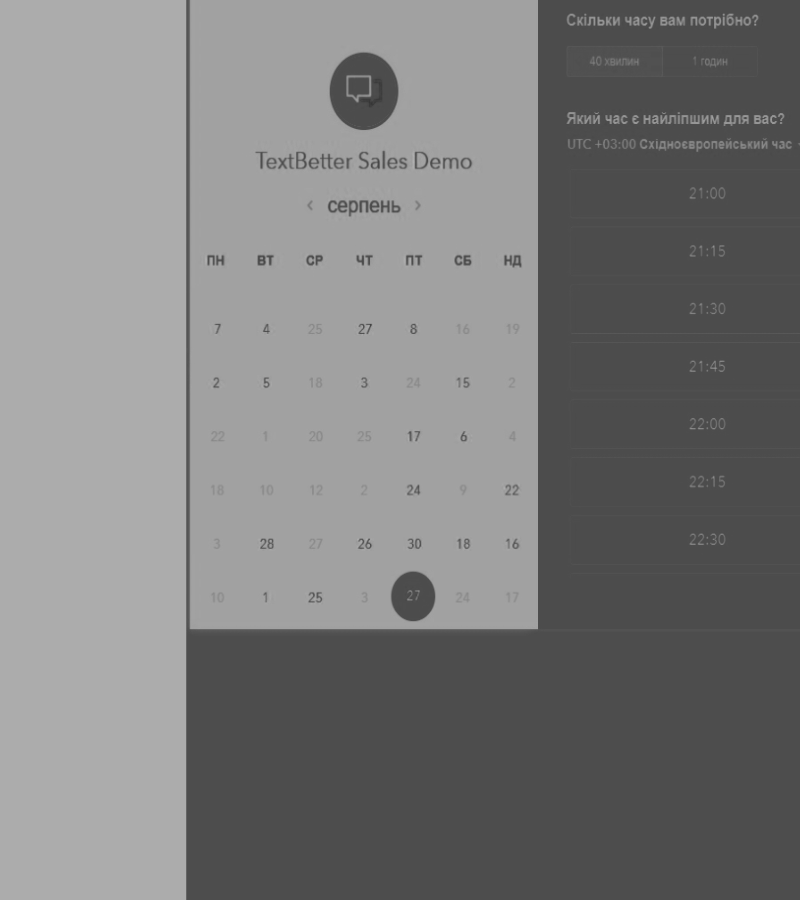 TextBetter Sales Demo
‹ серпень ›
ПН ВТ СР ЧТ ПТ СБ НД
7 4 25 27 8 16 19
2 5 18 3 24 15 2
22 1 20 25 17 6 4
18 10 12 2 24 9 22
3 28 27 26 30 18 16
10 1 25 3 27 24 17
Скільки часу вам потрібно?
40 хвилин 1 годин
Який час є найліпшим для вас?
UTC +03:00 Східноєвропейський час
21:00
21:15
21:30
21:45
22:00
22:15
22:30